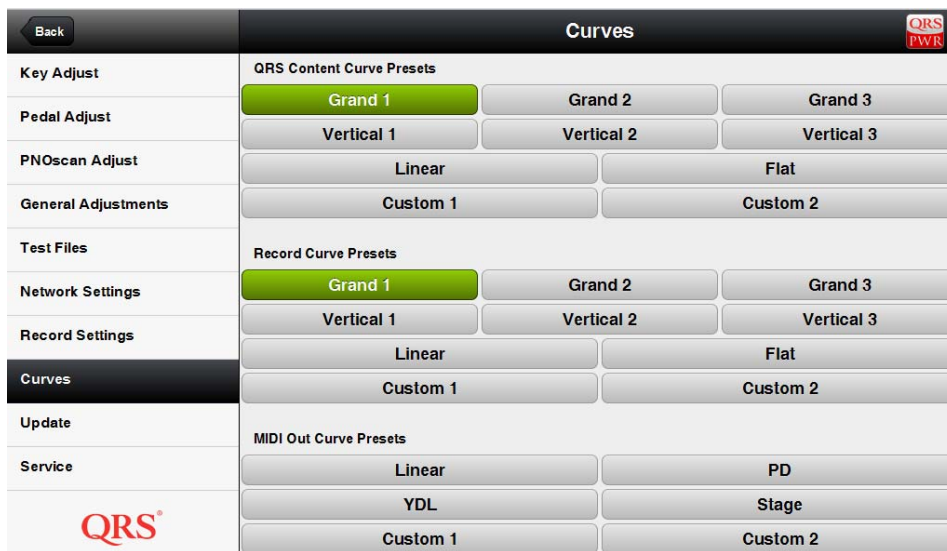 Back
Curves
QRS
PWR
Key Adjust
Pedal Adjust
PNOscan Adjust
General Adjustments
Test Files
Network Settings
Record Settings
Curves
Update
Service
QRS®
QRS Content Curve Presets
Grand 1 Grand 2 Grand 3
Vertical 1 Vertical 2 Vertical 3
Linear Flat
Custom 1 Custom 2
Record Curve Presets
Grand 1 Grand 2 Grand 3
Vertical 1 Vertical 2 Vertical 3
Linear Flat
Custom 1 Custom 2
MIDI Out Curve Presets
Linear PD
YDL Stage
Custom 1 Custom 2